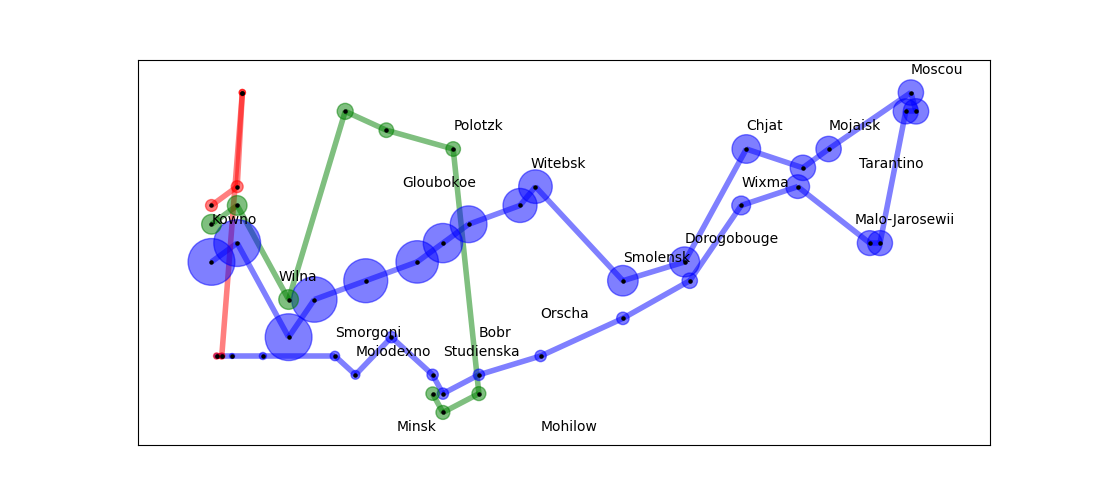 Moscou
Polotzk
Chjat
Mojaisk
Witebsk
Tarantino
Gloubokoe
Wixma
Kowno
Malo-Jarosewii
Dorogobouge
Smolensk
Wilna
Orscha
Smorgoni
Bobr
Moiodexno
Studienska
Minsk
Mohilow